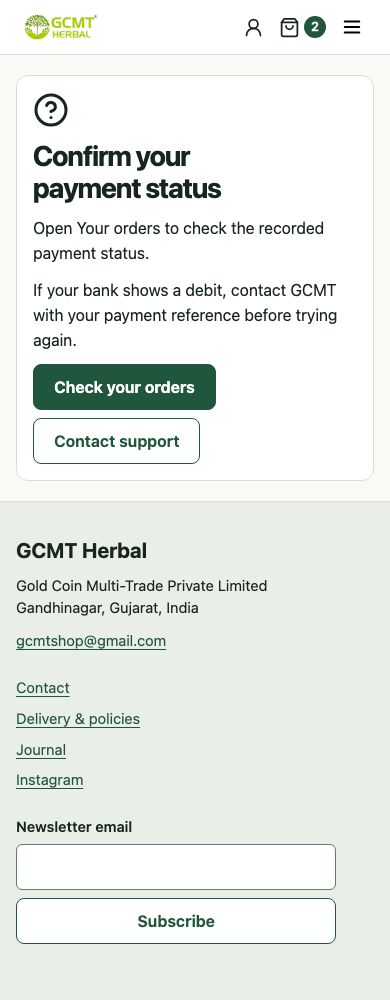 GCMT
HERBAL
2
Confirm your
payment status
Open Your orders to check the recorded
payment status.
If your bank shows a debit, contact GCMT
with your payment reference before trying
again.
Check your orders
Contact support
GCMT Herbal
Gold Coin Multi-Trade Private Limited
Gandhinagar, Gujarat, India
gcmtshop@gmail.com
Contact
Delivery & policies
Journal
Instagram
Newsletter email
Subscribe